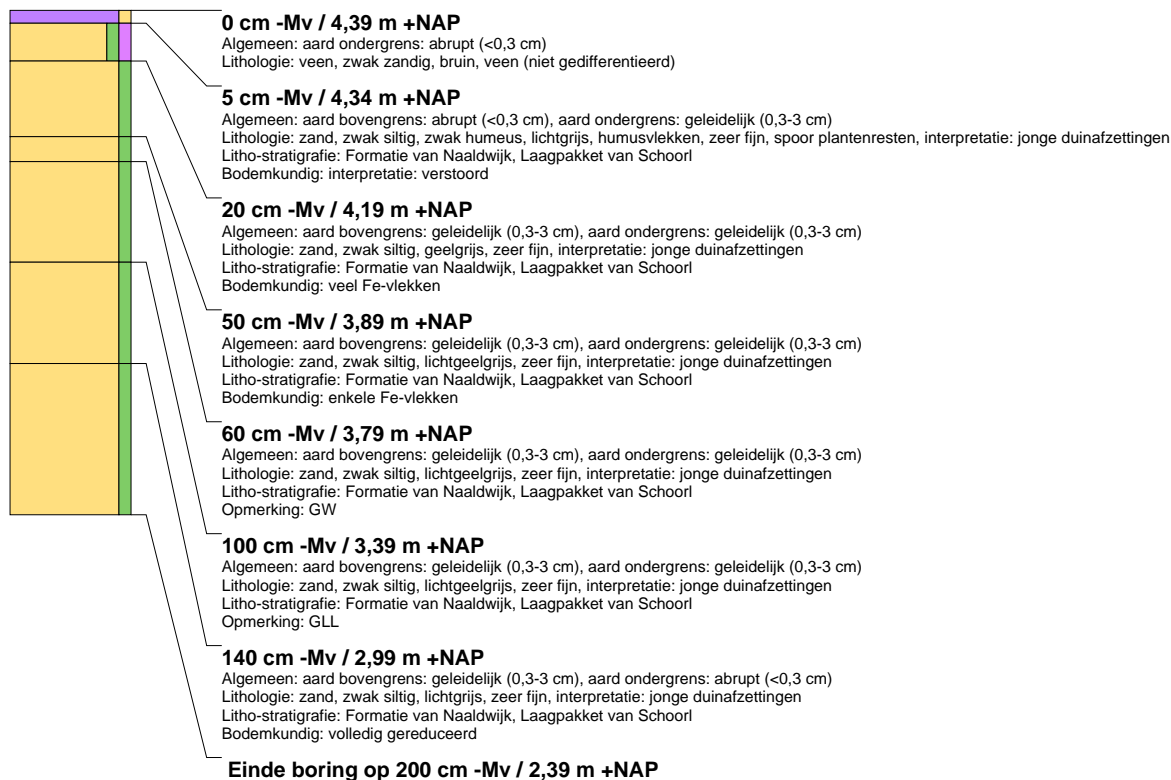 0 cm -Mv / 4,39 m +NAP
Algemeen: aard ondergrens: abrupt (<0,3 cm)
Lithologie: veen, zwak zandig, bruin, veen (niet gedifferentieerd)
5 cm -Mv / 4,34 m +NAP
Algemeen: aard bovengrens: abrupt (<0,3 cm), aard ondergrens: geleidelijk (0,3-3 cm)
Lithologie: zand, zwak siltig, zwak humeus, lichtgrijs, humusvlekken, zeer fijn, spoor plantenresten, interpretatie: jonge duinafzettingen
Litho-stratigrafie: Formatie van Naaldwijk, Laagpakket van Schoorl
Bodemkundig: interpretatie: verstoord
20 cm -Mv / 4,19 m +NAP
Algemeen: aard bovengrens: geleidelijk (0,3-3 cm), aard ondergrens: geleidelijk (0,3-3 cm)
Lithologie: zand, zwak siltig, geelgrijs, zeer fijn, interpretatie: jonge duinafzettingen
Litho-stratigrafie: Formatie van Naaldwijk, Laagpakket van Schoorl
Bodemkundig: veel Fe-vlekken
50 cm -Mv / 3,89 m +NAP
Algemeen: aard bovengrens: geleidelijk (0,3-3 cm), aard ondergrens: geleidelijk (0,3-3 cm)
Lithologie: zand, zwak siltig, lichtgeelgrijs, zeer fijn, interpretatie: jonge duinafzettingen
Litho-stratigrafie: Formatie van Naaldwijk, Laagpakket van Schoorl
Bodemkundig: enkele Fe-vlekken
60 cm -Mv / 3,79 m +NAP
Algemeen: aard bovengrens: geleidelijk (0,3-3 cm), aard ondergrens: geleidelijk (0,3-3 cm)
Lithologie: zand, zwak siltig, lichtgeelgrijs, zeer fijn, interpretatie: jonge duinafzettingen
Litho-stratigrafie: Formatie van Naaldwijk, Laagpakket van Schoorl
Opmerking: GW
100 cm -Mv / 3,39 m +NAP
Algemeen: aard bovengrens: geleidelijk (0,3-3 cm), aard ondergrens: geleidelijk (0,3-3 cm)
Lithologie: zand, zwak siltig, lichtgeelgrijs, zeer fijn, interpretatie: jonge duinafzettingen
Litho-stratigrafie: Formatie van Naaldwijk, Laagpakket van Schoorl
Opmerking: GLL
140 cm -Mv / 2,99 m +NAP
Algemeen: aard bovengrens: geleidelijk (0,3-3 cm), aard ondergrens: abrupt (<0,3 cm)
Lithologie: zand, zwak siltig, lichtgrijs, zeer fijn, interpretatie: jonge duinafzettingen
Litho-stratigrafie: Formatie van Naaldwijk, Laagpakket van Schoorl
Bodemkundig: volledig gereduceerd
Einde boring op 200 cm -Mv / 2,39 m +NAP